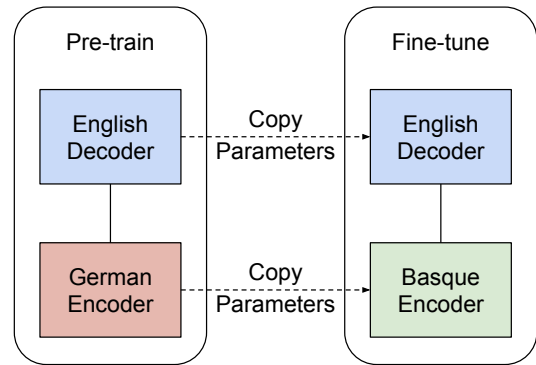 Pre-train
Fine-tune
English
Decoder
Copy
Parameters
English
Decoder
German
Encoder
Copy
Parameters
Basque
Encoder